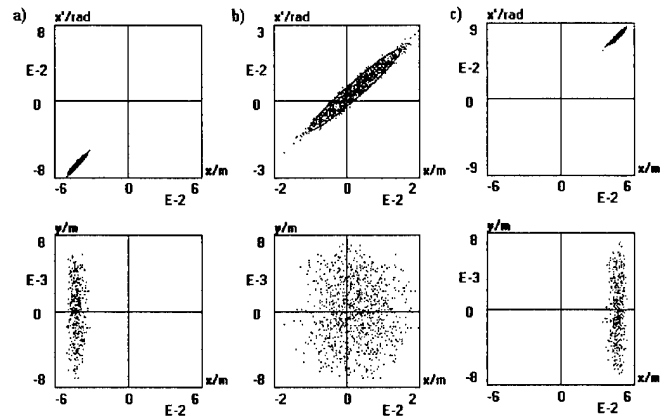 a) x'/rad b) x'/rad c) x'/rad
8 3 9
E-2 E-2 E-2
0 0 0
-8 -3 -9
x/m x/m x/m
-6 0 6 -2 0 2 -6 0 6
E-2 E-2 E-2
y/m y/m y/m
8 8 8
E-3 E-3 E-3
0 0 0
-8 -8 -8
x/m x/m x/m
-6 0 6 -2 0 2 -6 0 6
E-2 E-2 E-2